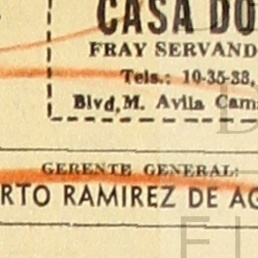 CASA DO
FRAY SERVAND
Tels.: 10-35-33,
Blvd, M. Avila Cam
GERENTE GENERAL:
RTO RAMIREZ DE AG